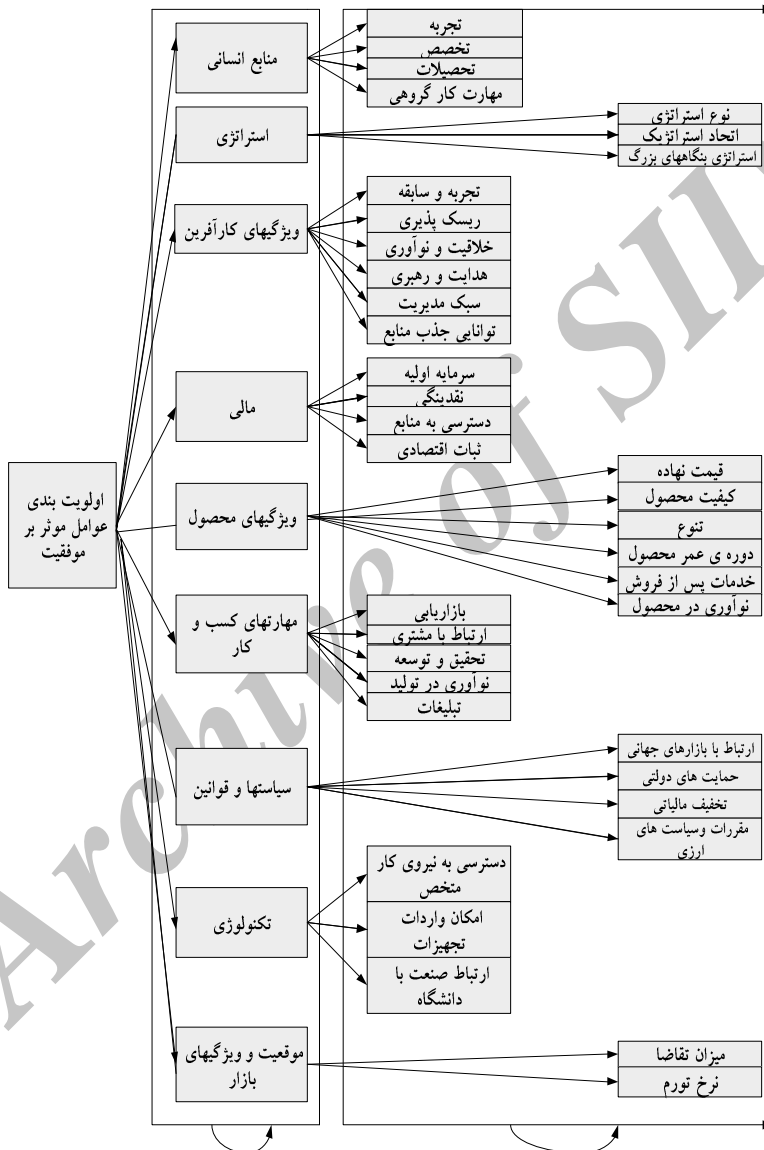 اولویت بندی
عوامل موثر بر
موفقیت
منابع انسانی
تجربه
تخصص
تحصیلات
مهارت کار گروهی
استراتژی
نوع استراتژی
اتحاد استراتژیک
استراتژی بنگاههای بزرگ
ویژگیهای کارآفرین
تجربه و سابقه
ریسک پذیری
خلاقیت و نوآوری
هدایت و رهبری
سبک مدیریت
توانایی جذب منابع
مالی
سرمایه اولیه
نقدینگی
دسترسی به منابع
ثبات اقتصادی
ویژگیهای محصول
قیمت نهاده
کیفیت محصول
تنوع
دوره ی عمر محصول
خدمات پس از فروش
نوآوری در محصول
مهارتهای کسب و
کار
بازاریابی
ارتباط با مشتری
تحقیق و توسعه
نوآوری در تولید
تبلیغات
سیاستها و قوانین
ارتباط با بازارهای جهانی
حمایت های دولتی
تخفیف مالیاتی
مقررات وسیاست های
ارزی
تکنولوژی
دسترسی به نیروی کار
متخص
امکان واردات
تجهیزات
ارتباط صنعت با
دانشگاه
موقعیت و ویژگیهای
بازار
میزان تقاضا
نرخ تورم
Archive of SI